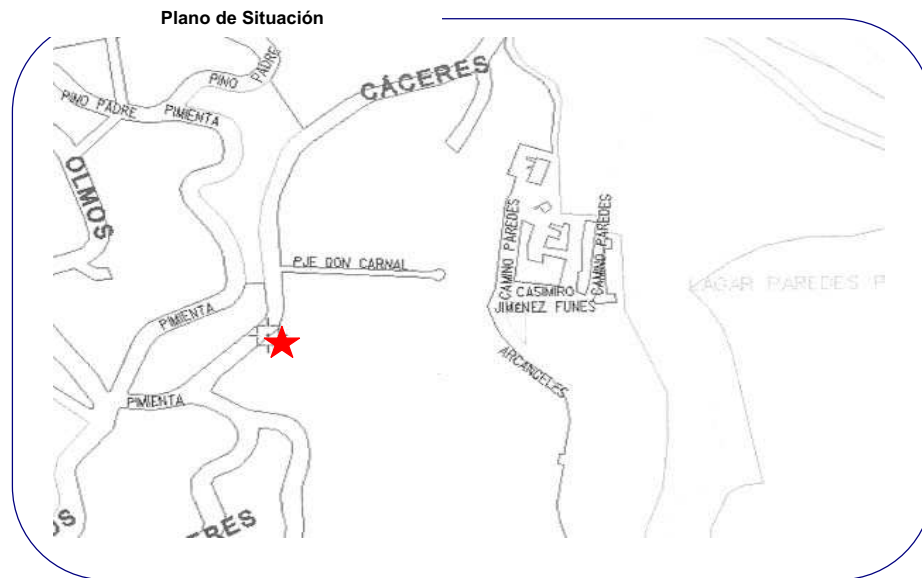 Plano de Situación
CÁCERES
PINO
PADRE
PINO PADRE
PIMIENTA
OLMOS
CAMINO PAREDES
CAMINO PAREDES
PJE DON CARNAL
LAGAR PAREDES
CASIMIRO
JIMÉNEZ FUNES
PIMIENTA
ARCANGELES
PIMIENTA